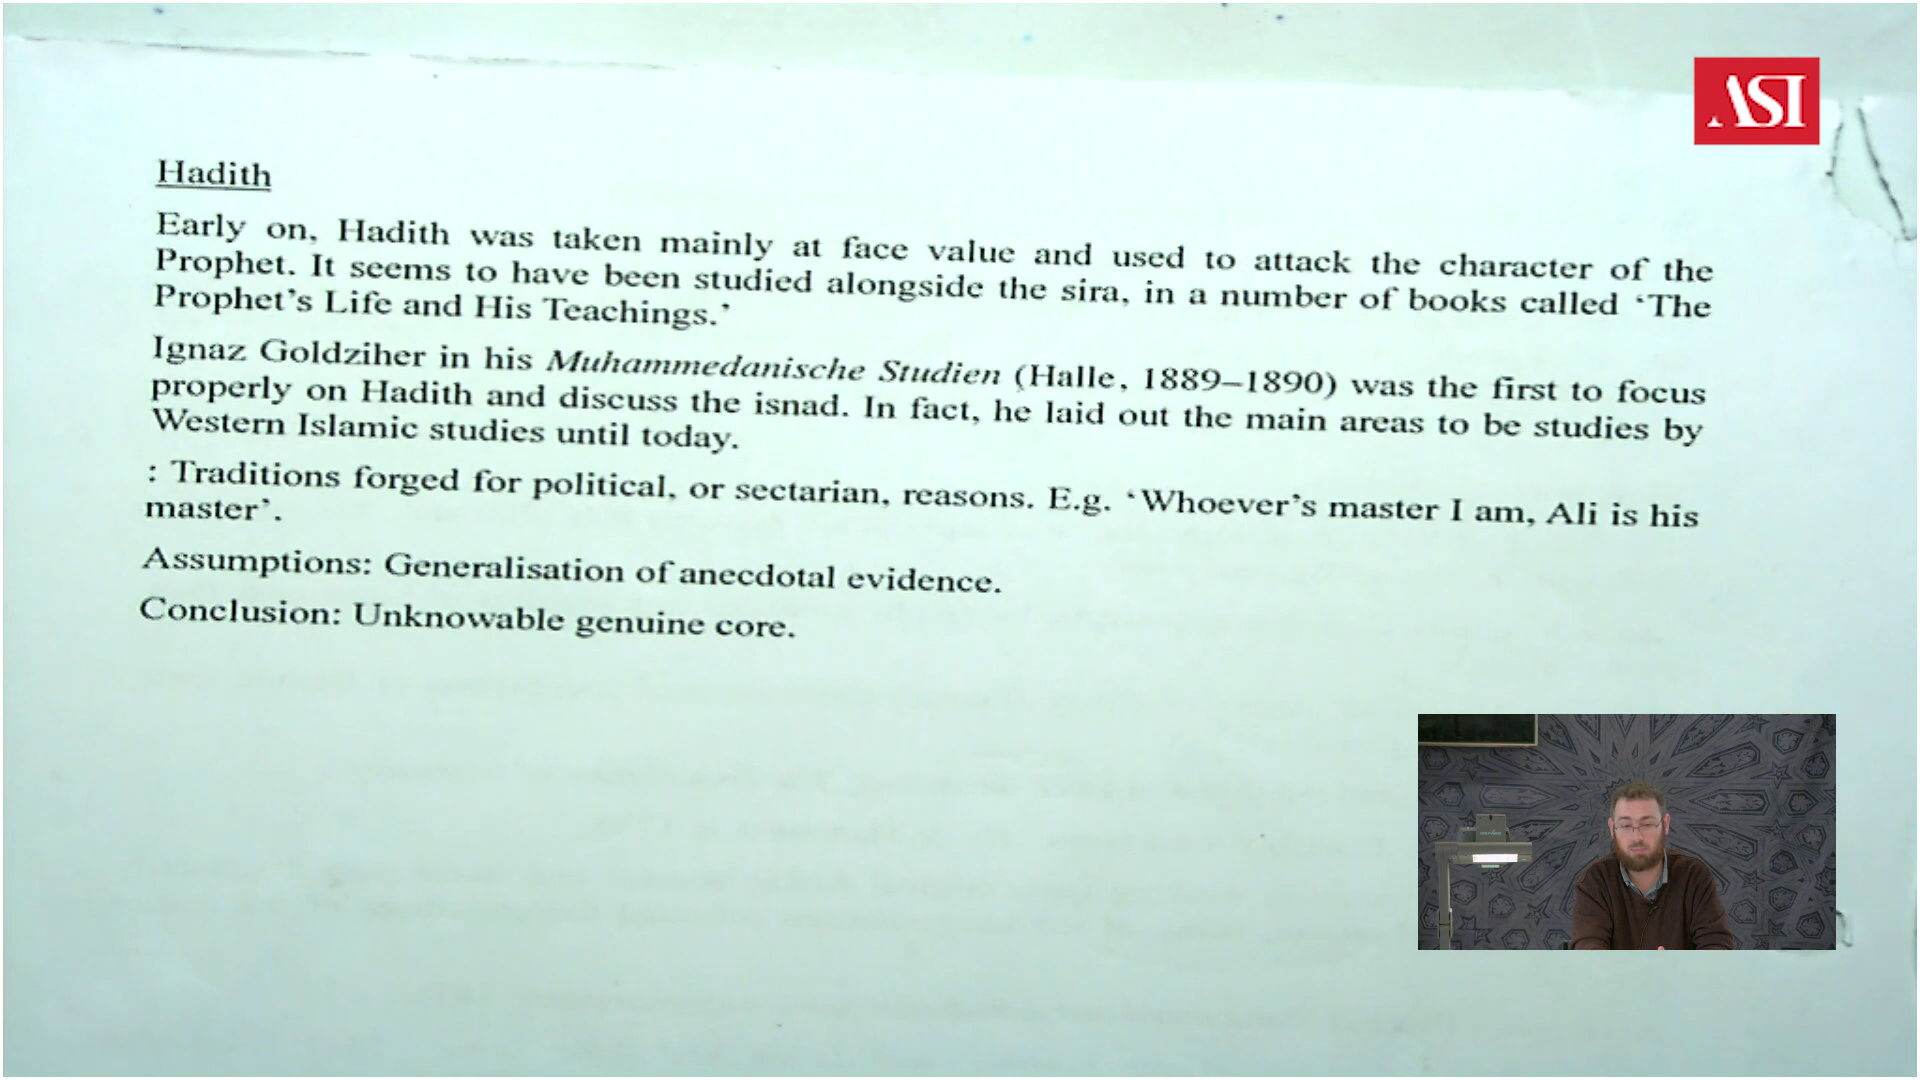 ASI
Hadith
Early on, Hadith was taken mainly at face value and used to attack the character of the
Prophet. It seems to have been studied alongside the sira, in a number of books called ‘The
Prophet’s Life and His Teachings.’
Ignaz Goldziher in his Muhammedanische Studien (Halle, 1889–1890) was the first to focus
properly on Hadith and discuss the isnad. In fact, he laid out the main areas to be studies by
Western Islamic studies until today.
: Traditions forged for political, or sectarian, reasons. E.g. ‘Whoever’s master I am, Ali is his
master’.
Assumptions: Generalisation of anecdotal evidence.
Conclusion: Unknowable genuine core.